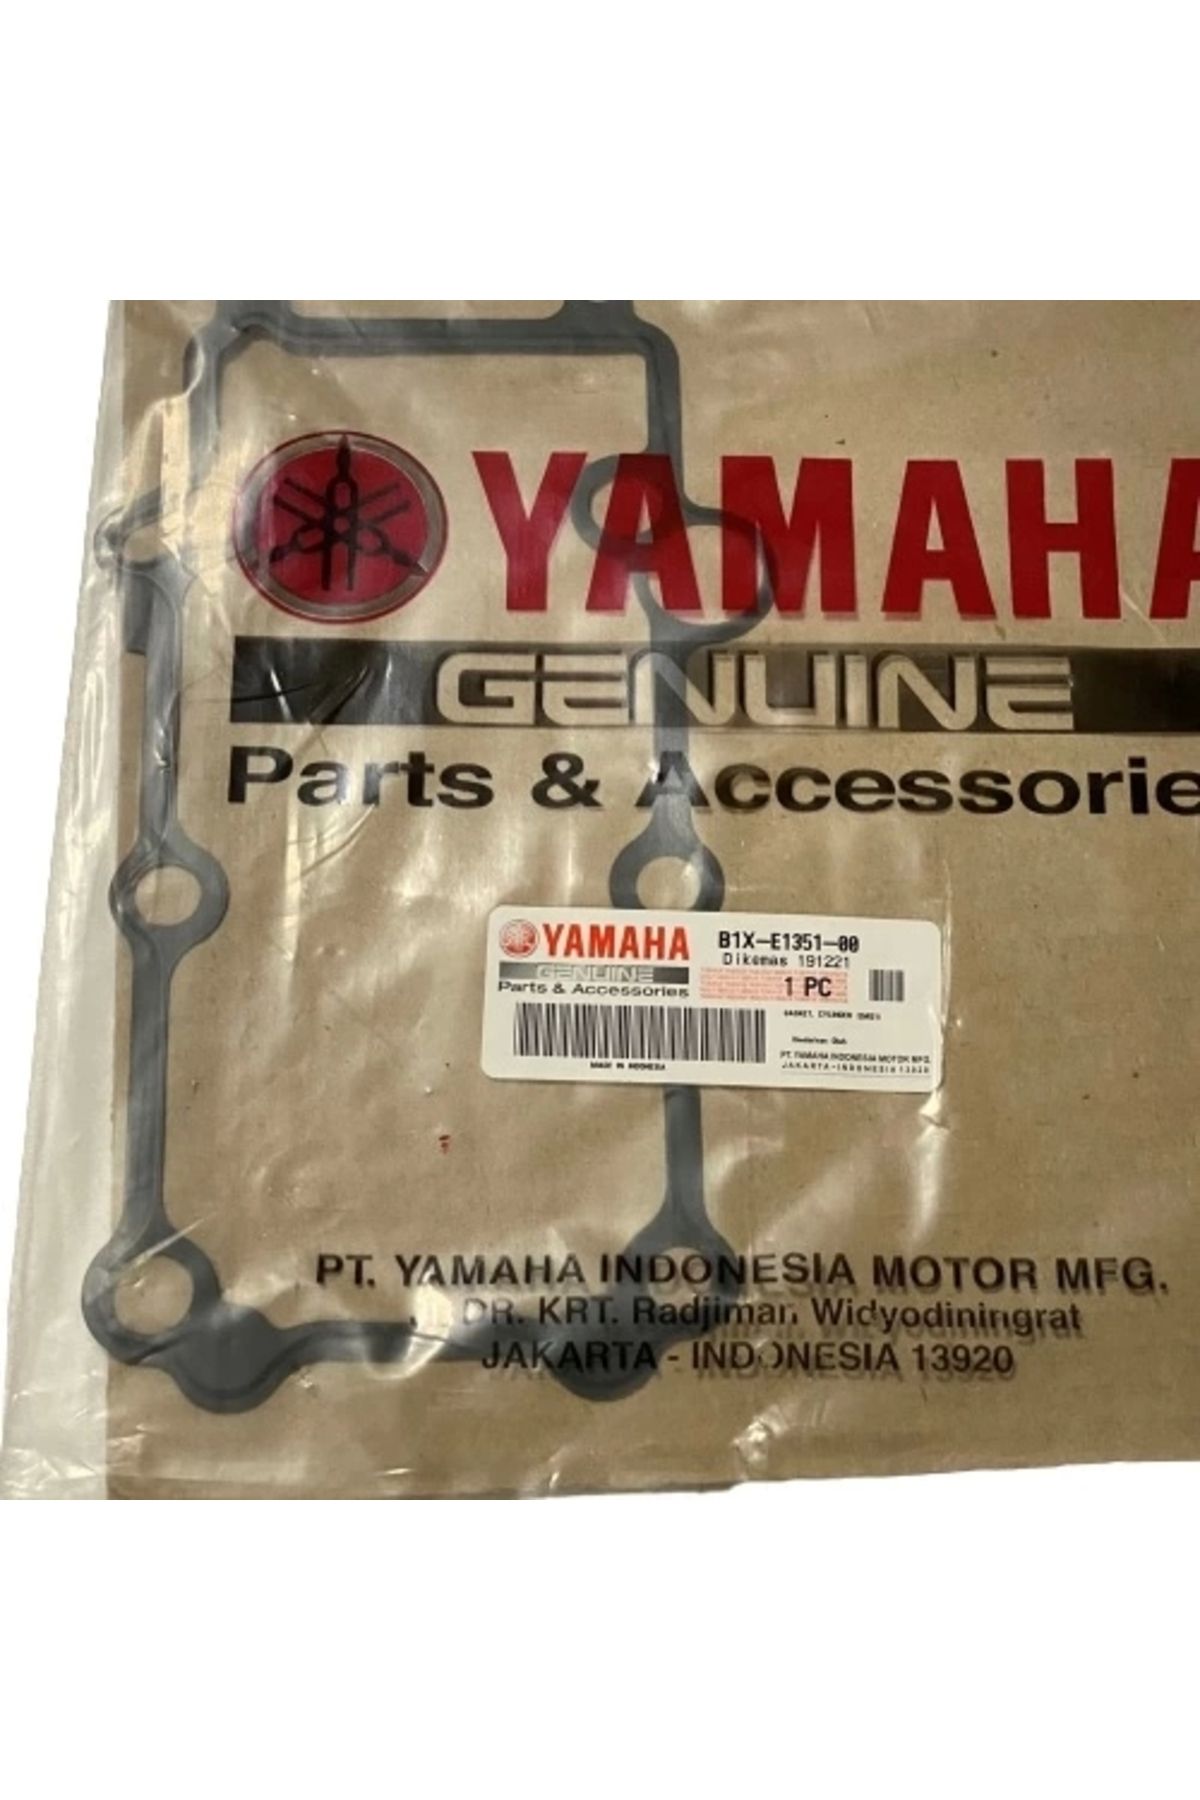 YAMAHA
GENUINE
Parts & Accessorie
YAMAHA
GENUINE
Parts & Accessories
B1X-E1351-00
Dikemas 191221
1 PC
GASKET, CYLINDER
MADE IN INDONESIA
PT. YAMAHA INDONESIA MOTOR MFG.
JAKARTA-INDONESIA 13920
PT. YAMAHA INDONESIA MOTOR MFG.
DR. KRT. Radjiman Widyodiningrat
JAKARTA - INDONESIA 13920